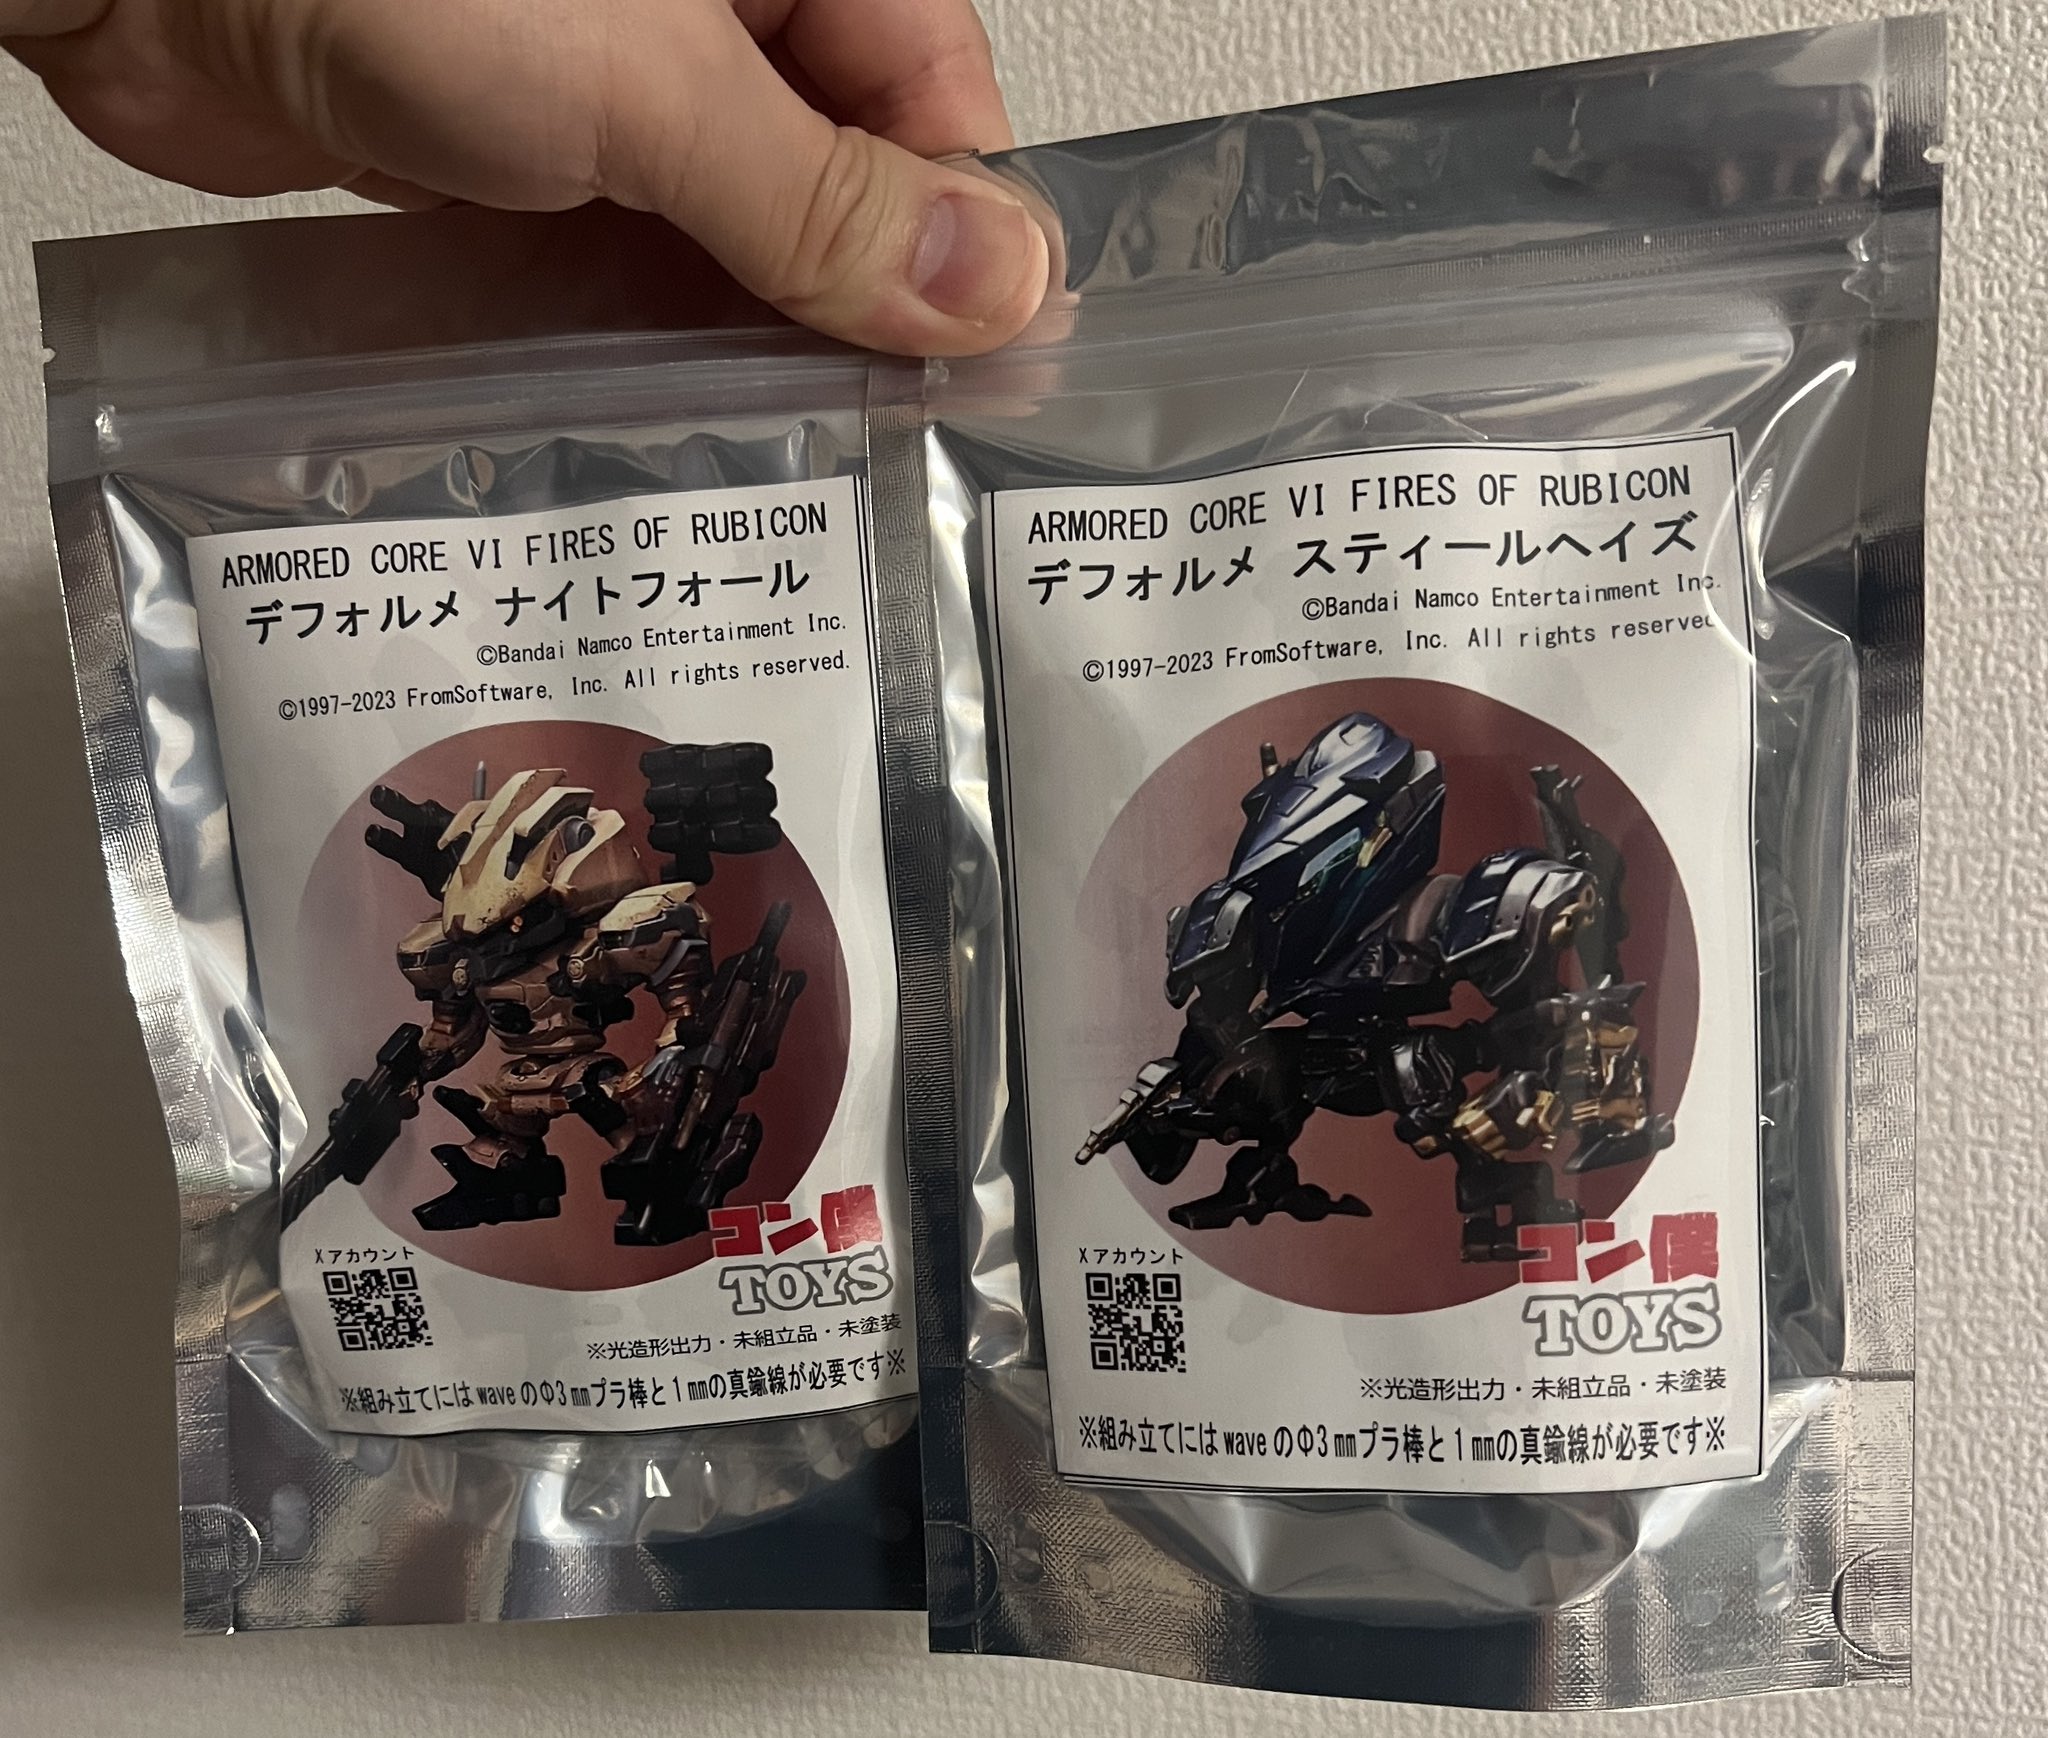 ARMORED CORE VI FIRES OF RUBICON
デフォルメ ナイトフォール
©Bandai Namco Entertainment Inc.
©1997-2023 FromSoftware, Inc. All rights reserved.
コン僕
TOYS
Xアカウント
※光造形出力・未組立品・未塗装
※組み立てにはwaveのΦ3㎜プラ棒と1㎜の真鍮線が必要です※
ARMORED CORE VI FIRES OF RUBICON
デフォルメ スティールヘイズ
©Bandai Namco Entertainment Inc.
©1997-2023 FromSoftware, Inc. All rights reserved
コン僕
TOYS
Xアカウント
※光造形出力・未組立品・未塗装
※組み立てにはwaveのΦ3㎜プラ棒と1㎜の真鍮線が必要です※